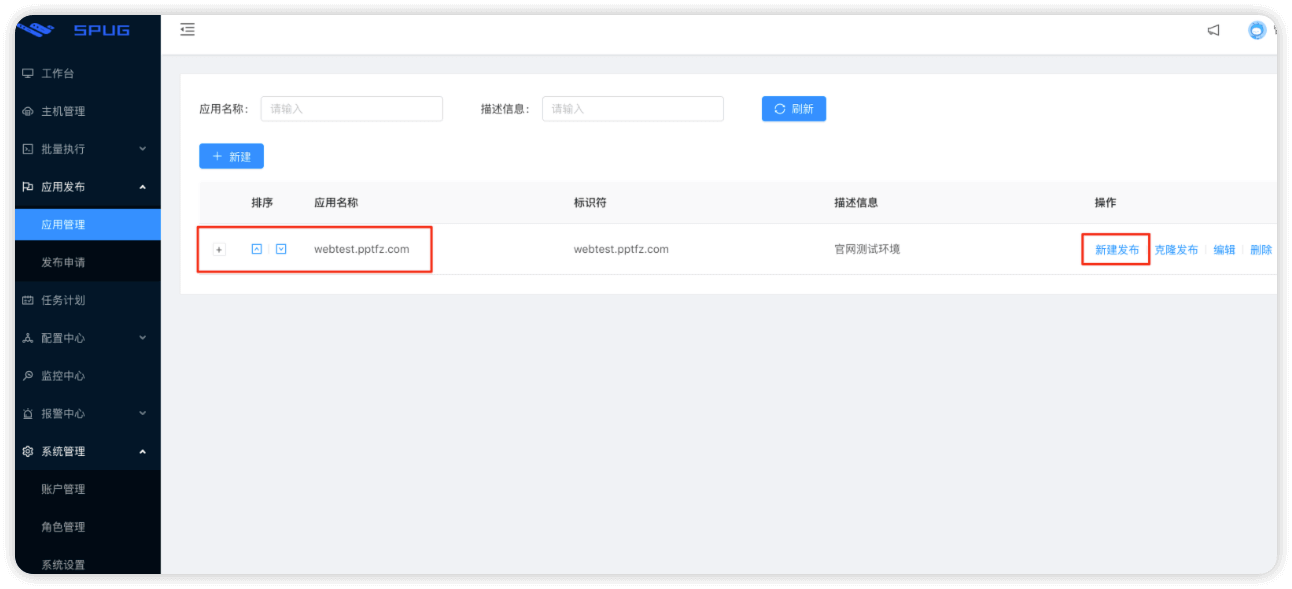 SPUG
工作台
主机管理
批量执行
应用发布
应用管理
发布申请
任务计划
配置中心
监控中心
报警中心
系统管理
账户管理
角色管理
系统设置
应用名称: 请输入 描述信息: 请输入 刷新
+ 新建
排序 应用名称 标识符 描述信息 操作
+ webtest.pptfz.com webtest.pptfz.com 官网测试环境 新建发布 克隆发布 编辑 删除